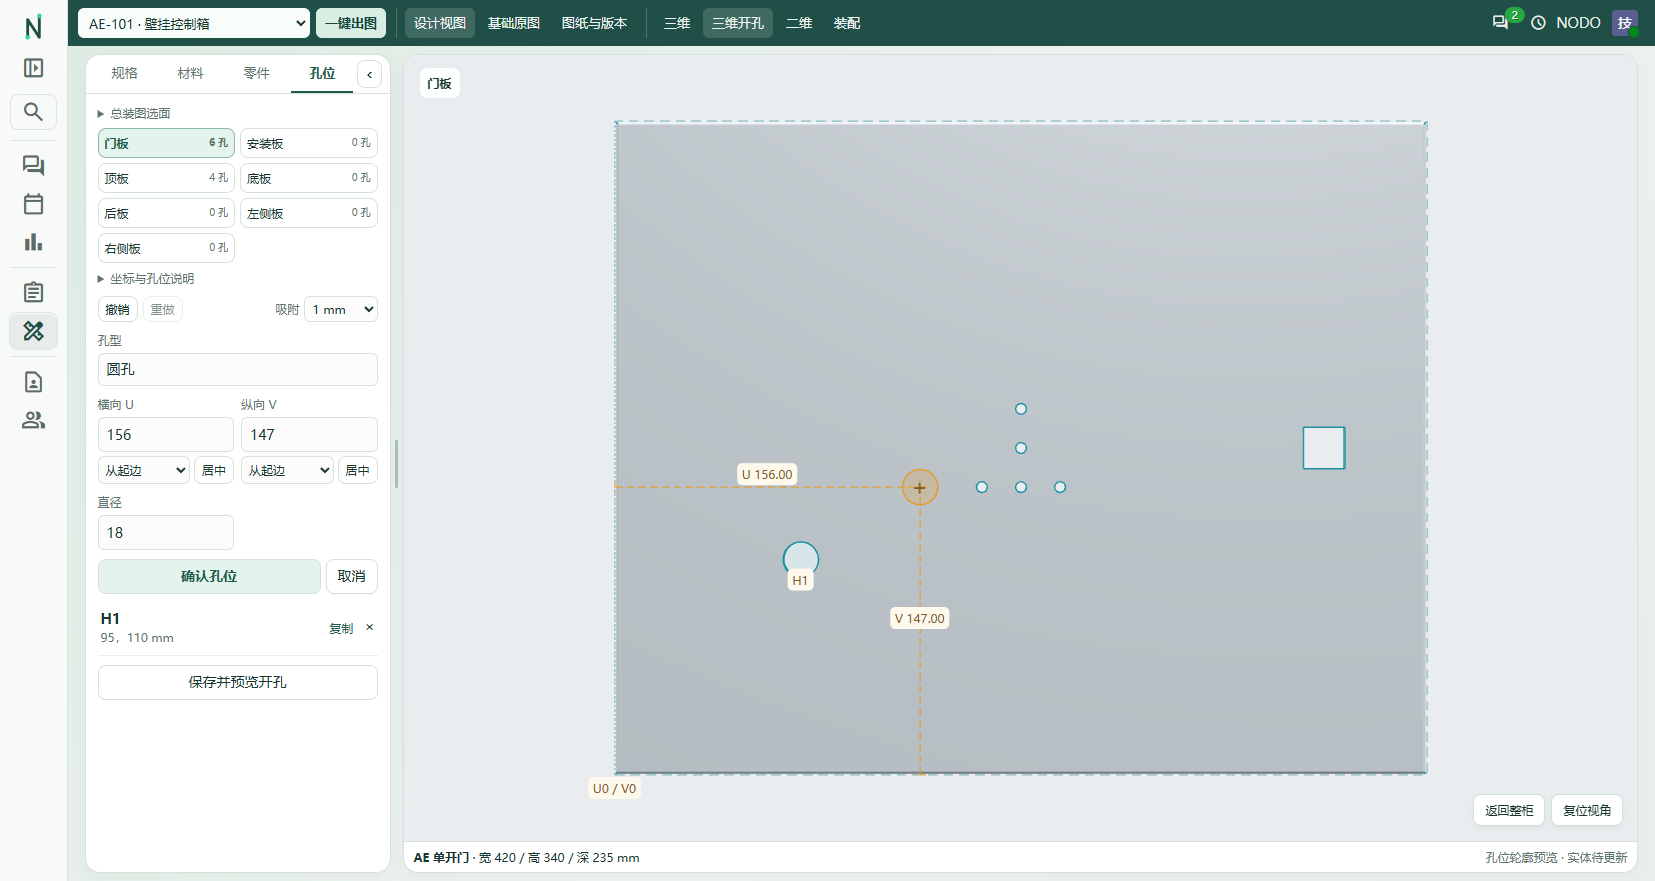 AE-101 · 壁挂控制箱
一键出图
设计视图
基础原图
图纸与版本
三维
三维开孔
二维
装配
2
NODO
技
规格
材料
零件
孔位
总装图选面
门板 6 孔
安装板 0 孔
顶板 4 孔
底板 0 孔
后板 0 孔
左侧板 0 孔
右侧板 0 孔
坐标与孔位说明
撤销
重做
吸附
1 mm
孔型
圆孔
横向 U
纵向 V
156
147
从起边
居中
从起边
居中
直径
18
确认孔位
取消
H1
95，110 mm
复制
×
保存并预览开孔
门板
U 156.00
H1
V 147.00
U0 / V0
返回整柜
复位视角
AE 单开门 · 宽 420 / 高 340 / 深 235 mm
孔位轮廓预览 · 实体待更新